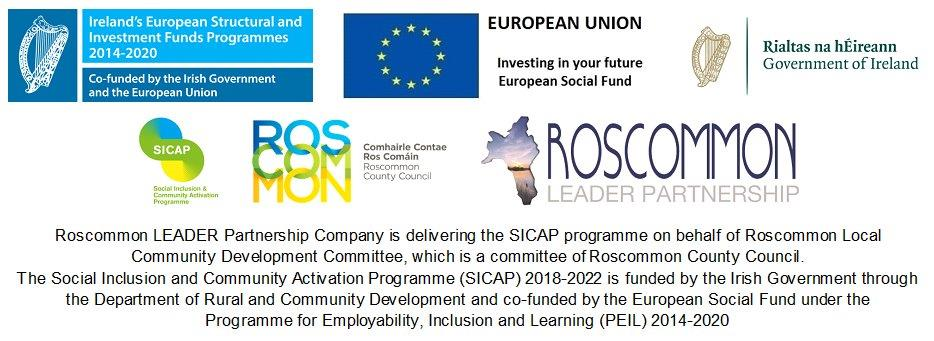 Ireland's European Structural and
Investment Funds Programmes
2014-2020
Co-funded by the Irish Government
and the European Union
EUROPEAN UNION
Investing in your future
European Social Fund
Rialtas na hÉireann
Government of Ireland
SICAP
Social Inclusion &
Community Activation
Programme
ROS
COM
MON
Comhairle Contae
Ros Comáin
Roscommon
County Council
ROSCOMMON
LEADER PARTNERSHIP
Roscommon LEADER Partnership Company is delivering the SICAP programme on behalf of Roscommon Local
Community Development Committee, which is a committee of Roscommon County Council.
The Social Inclusion and Community Activation Programme (SICAP) 2018-2022 is funded by the Irish Government through
the Department of Rural and Community Development and co-funded by the European Social Fund under the
Programme for Employability, Inclusion and Learning (PEIL) 2014-2020